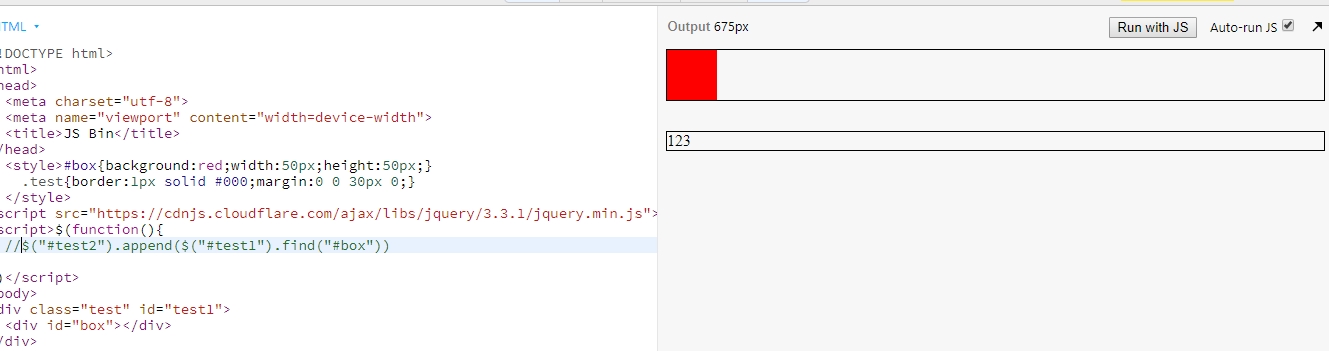 HTML
!DOCTYPE html>
html>
head>
<meta charset="utf-8">
<meta name="viewport" content="width=device-width">
<title>JS Bin</title>
/head>
<style>#box{background:red;width:50px;height:50px;}
.test{border:1px solid #000;margin:0 0 30px 0;}
</style>
script src="https://cdnjs.cloudflare.com/ajax/libs/jquery/3.3.1/jquery.min.js">
script>$(function(){
//$("#test2").append($("#test1").find("#box"))
)</script>
body>
div class="test" id="test1">
<div id="box"></div>
/div>
Output 675px
Run with JS
Auto-run JS
123